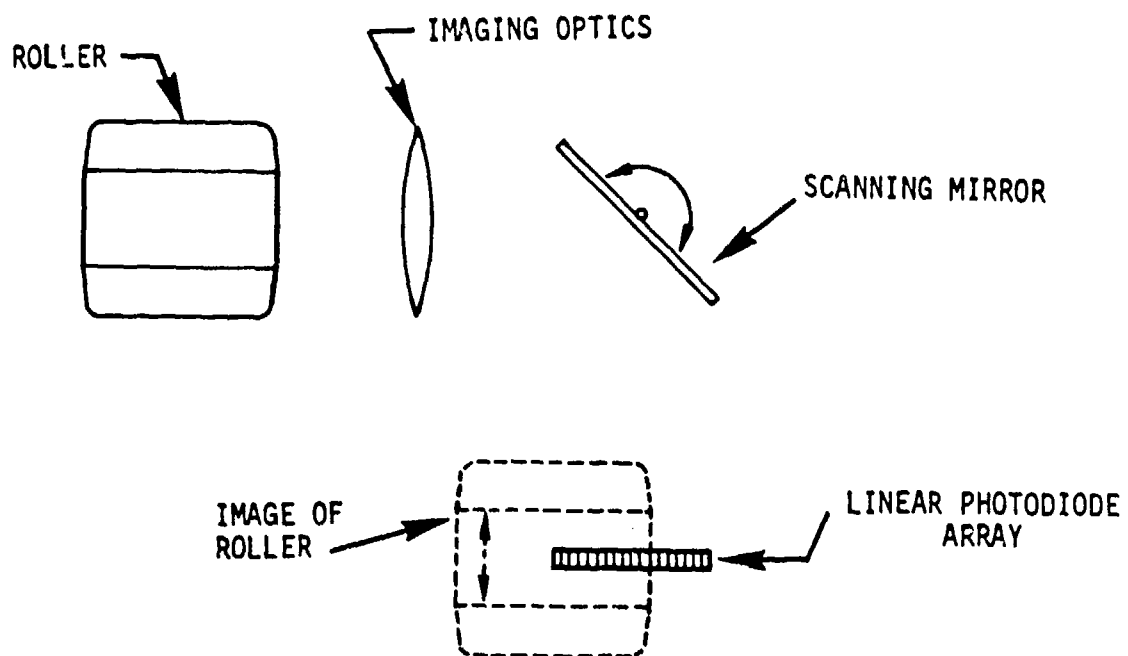 IMAGING OPTICS
ROLLER
SCANNING MIRROR
IMAGE OF
ROLLER
LINEAR PHOTODIODE
ARRAY